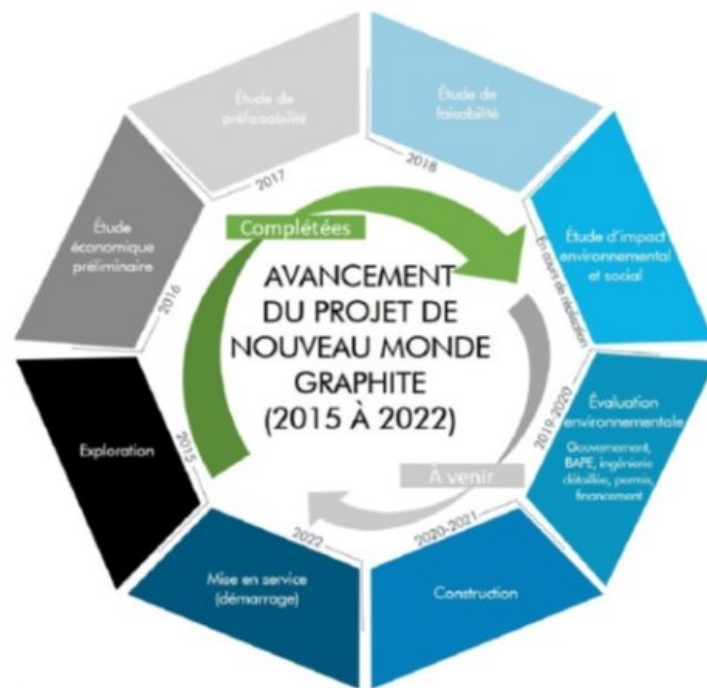 Étude de
préfaisabilité
2017
Étude de
faisabilité
2018
Étude
économique
préliminaire
2016
Étude d'impact
environnemental
et social
En cours de réalisation
Complétées
AVANCEMENT
DU PROJET DE
NOUVEAU MONDE
GRAPHITE
(2015 À 2022)
Exploration
2015
Évaluation
environnementale
Gouvernement,
BAPE, ingénierie
détaillée, permis,
financement
2019-2020
À venir
Mise en service
(démarrage)
2022
Construction
2020-2021